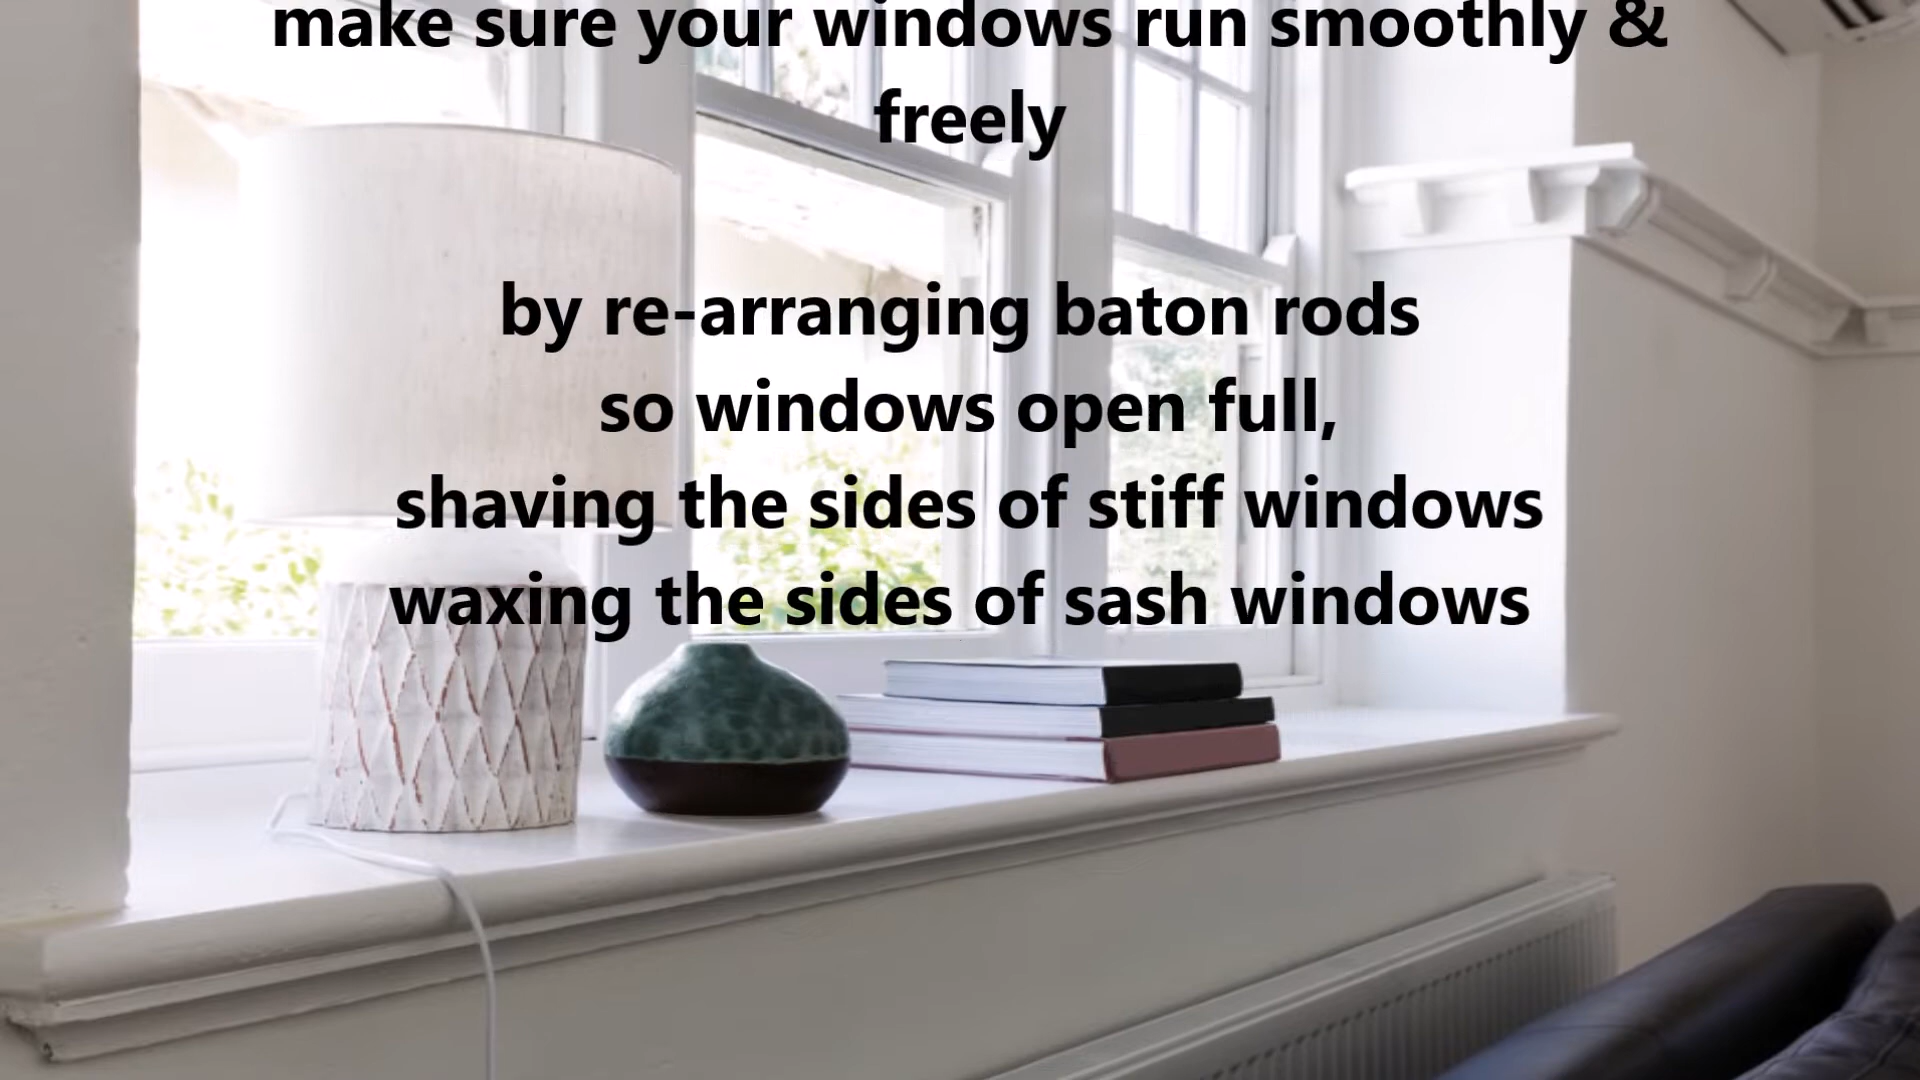 make sure your windows run smoothly &
freely
by re-arranging baton rods
so windows open full,
shaving the sides of stiff windows
waxing the sides of sash windows